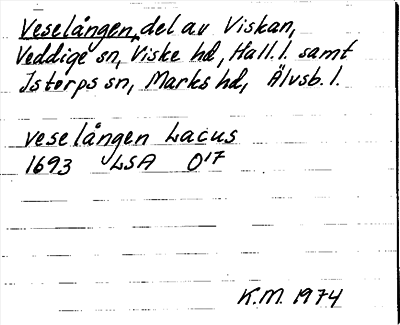 Veselången, del av Viskan,
Veddige sn, Viske hd, Hall. l. samt
Istorps sn, Marks hd, Älvsb. l.
Veselången Lacus
1693 LSA O17
K.M. 1974